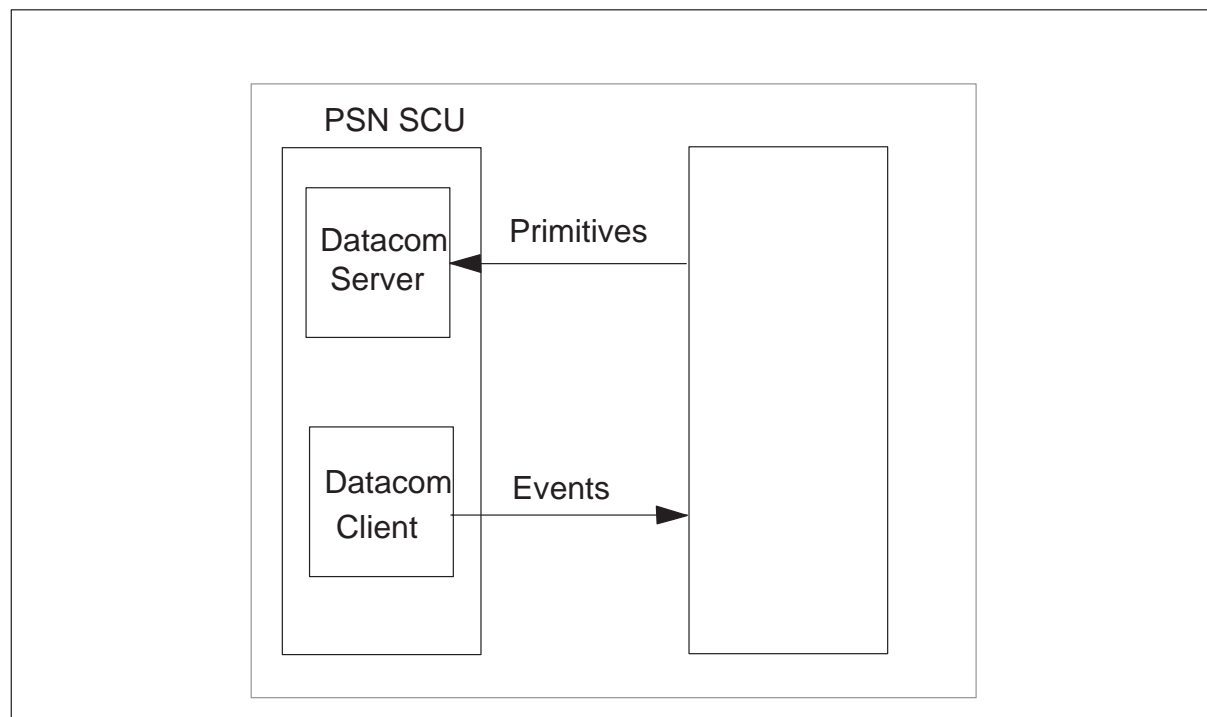 PSN SCU
Datacom
Server
Primitives
Datacom
Client
Events